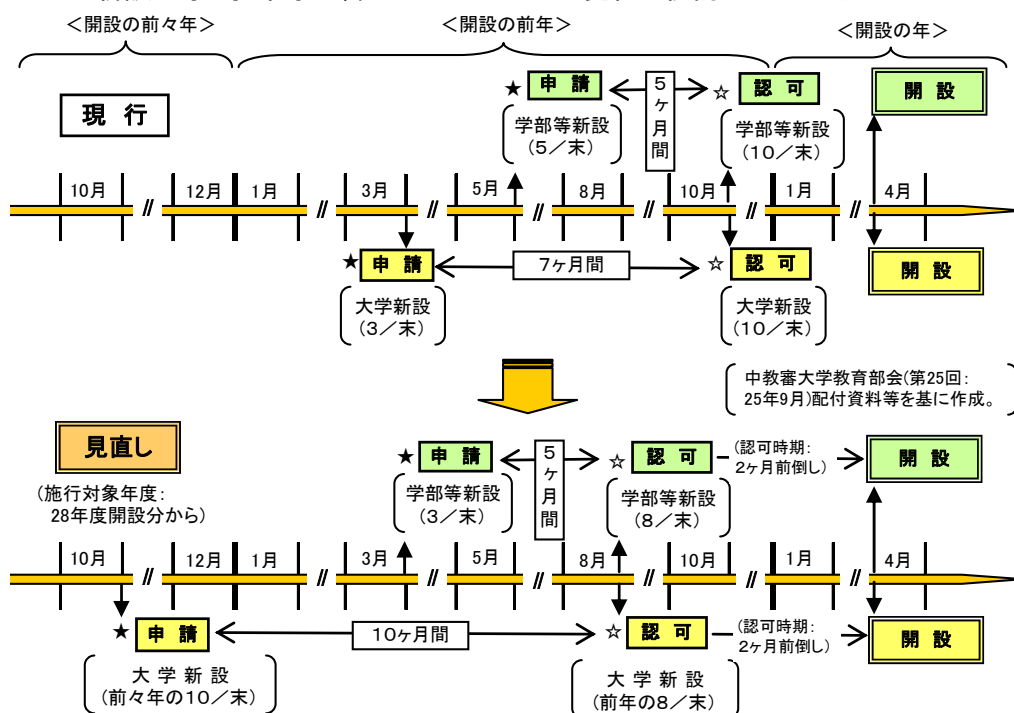 ＜開設の前々年＞
＜開設の前年＞
＜開設の年＞
現 行
★ 申 請
5ヶ月間
☆ 認 可
開 設
学部等新設
(5／末)
学部等新設
(10／末)
10月 〃 12月 1月 〃 3月 〃 5月 〃 8月 〃 10月 〃 1月 〃 4月
★ 申 請
7ヶ月間
☆ 認 可
開 設
大学新設
(3／末)
大学新設
(10／末)
中教審大学教育部会(第25回：
25年9月)配付資料等を基に作成。
見直し
(施行対象年度：
28年度開設分から)
★ 申 請
5ヶ月間
☆ 認 可
(認可時期：
2ヶ月前倒し)
開 設
学部等新設
(3／末)
学部等新設
(8／末)
10月 〃 12月 1月 〃 3月 〃 5月 〃 8月 〃 10月 〃 1月 〃 4月
★ 申 請
10ヶ月間
☆ 認 可
(認可時期：
2ヶ月前倒し)
開 設
大 学 新 設
(前々年の10／末)
大 学 新 設
(前年の8／末)